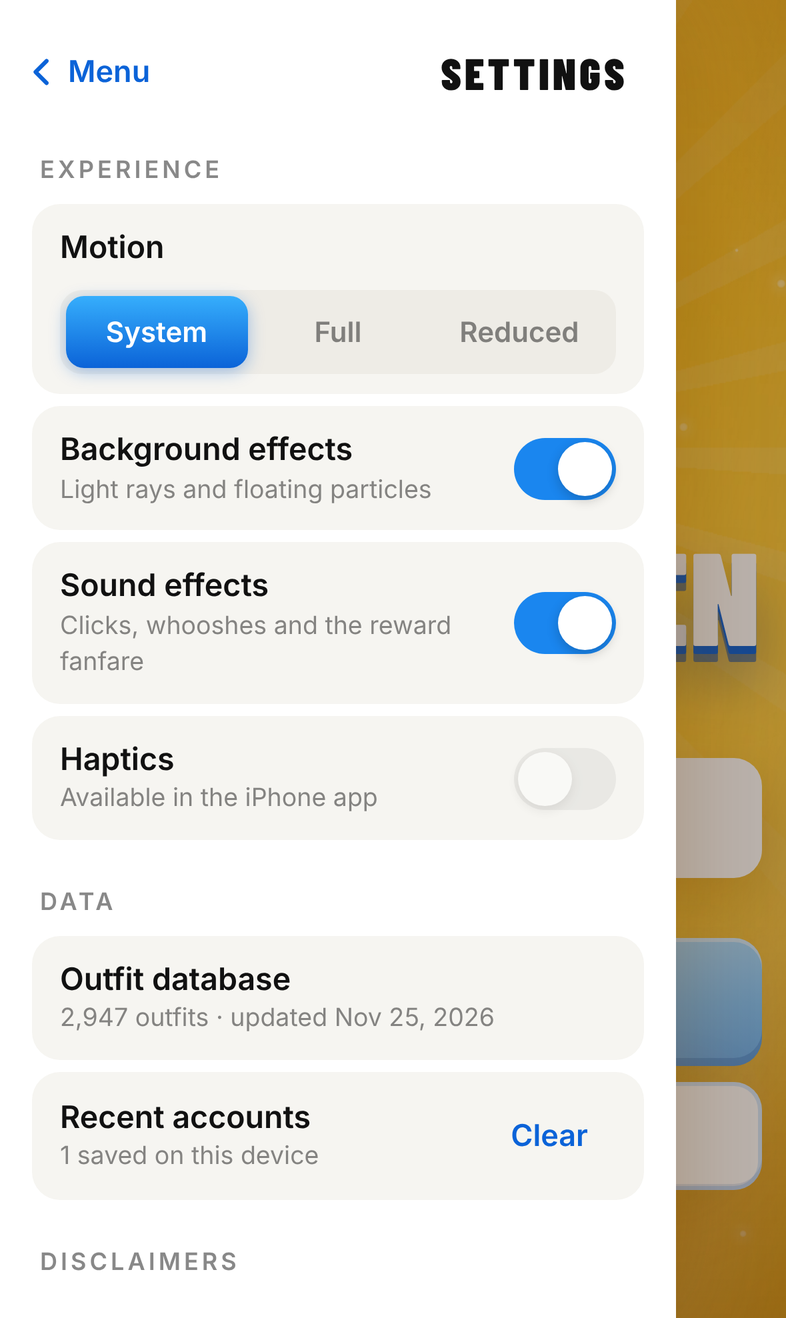 Menu
SETTINGS
EXPERIENCE
Motion
System
Full
Reduced
Background effects
Light rays and floating particles
Sound effects
Clicks, whooshes and the reward
fanfare
Haptics
Available in the iPhone app
DATA
Outfit database
2,947 outfits · updated Nov 25, 2026
Recent accounts
1 saved on this device
Clear
DISCLAIMERS